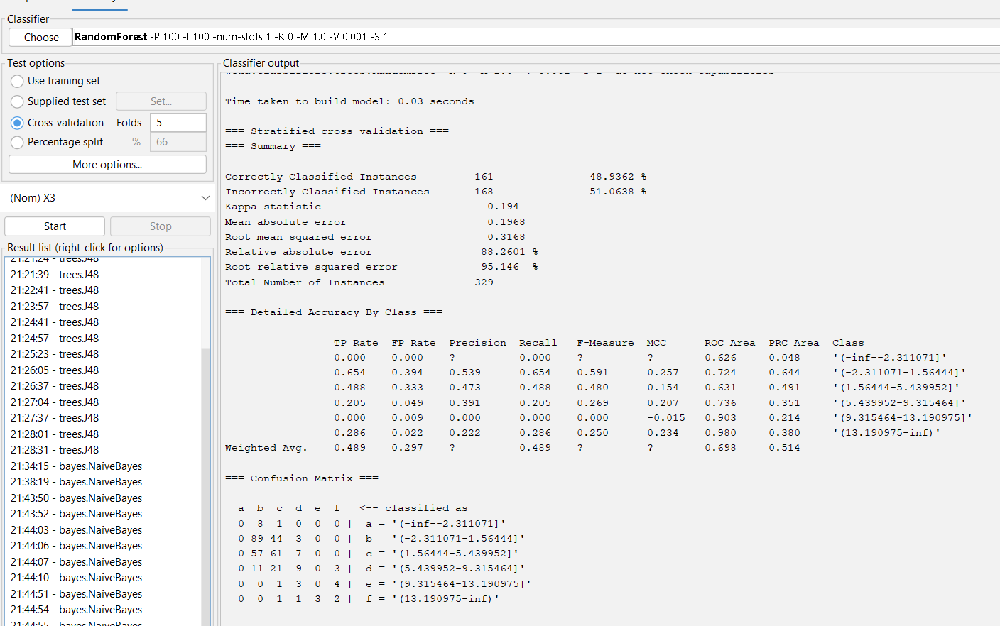 Classifier
Choose RandomForest -P 100 -I 100 -num-slots 1 -K 0 -M 1.0 -V 0.001 -S 1
Test options
Use training set
Supplied test set Set...
Cross-validation Folds 5
Percentage split % 66
More options...
(Nom) X3
Start Stop
Result list (right-click for options)
21:21:24 - trees.J48
21:21:39 - trees.J48
21:22:41 - trees.J48
21:23:57 - trees.J48
21:24:41 - trees.J48
21:24:57 - trees.J48
21:25:23 - trees.J48
21:26:05 - trees.J48
21:26:37 - trees.J48
21:27:04 - trees.J48
21:27:37 - trees.J48
21:28:01 - trees.J48
21:28:31 - trees.J48
21:34:15 - bayes.NaiveBayes
21:38:19 - bayes.NaiveBayes
21:43:50 - bayes.NaiveBayes
21:43:52 - bayes.NaiveBayes
21:44:03 - bayes.NaiveBayes
21:44:06 - bayes.NaiveBayes
21:44:07 - bayes.NaiveBayes
21:44:10 - bayes.NaiveBayes
21:44:51 - bayes.NaiveBayes
21:44:54 - bayes.NaiveBayes
21:44:55 - bayes.NaiveBayes
Classifier output
Time taken to build model: 0.03 seconds
=== Stratified cross-validation ===
=== Summary ===
Correctly Classified Instances 161 48.9362 %
Incorrectly Classified Instances 168 51.0638 %
Kappa statistic 0.194
Mean absolute error 0.1968
Root mean squared error 0.3168
Relative absolute error 88.2601 %
Root relative squared error 95.146 %
Total Number of Instances 329
=== Detailed Accuracy By Class ===
TP Rate FP Rate Precision Recall F-Measure MCC ROC Area PRC Area Class
0.000 0.000 ? 0.000 ? ? 0.626 0.048 '(-inf--2.311071]'
0.654 0.394 0.539 0.654 0.591 0.257 0.724 0.644 '(-2.311071-1.56444]'
0.488 0.333 0.473 0.488 0.480 0.154 0.631 0.491 '(1.56444-5.439952]'
0.205 0.049 0.391 0.205 0.269 0.207 0.736 0.351 '(5.439952-9.315464]'
0.000 0.009 0.000 0.000 0.000 -0.015 0.903 0.214 '(9.315464-13.190975]'
0.286 0.022 0.222 0.286 0.250 0.234 0.980 0.380 '(13.190975-inf)'
Weighted Avg. 0.489 0.297 ? 0.489 ? ? 0.698 0.514
=== Confusion Matrix ===
a b c d e f <-- classified as
0 8 1 0 0 0 | a = '(-inf--2.311071]'
0 89 44 3 0 0 | b = '(-2.311071-1.56444]'
0 57 61 7 0 0 | c = '(1.56444-5.439952]'
0 11 21 9 0 3 | d = '(5.439952-9.315464]'
0 0 1 3 0 4 | e = '(9.315464-13.190975]'
0 0 1 1 3 2 | f = '(13.190975-inf)'